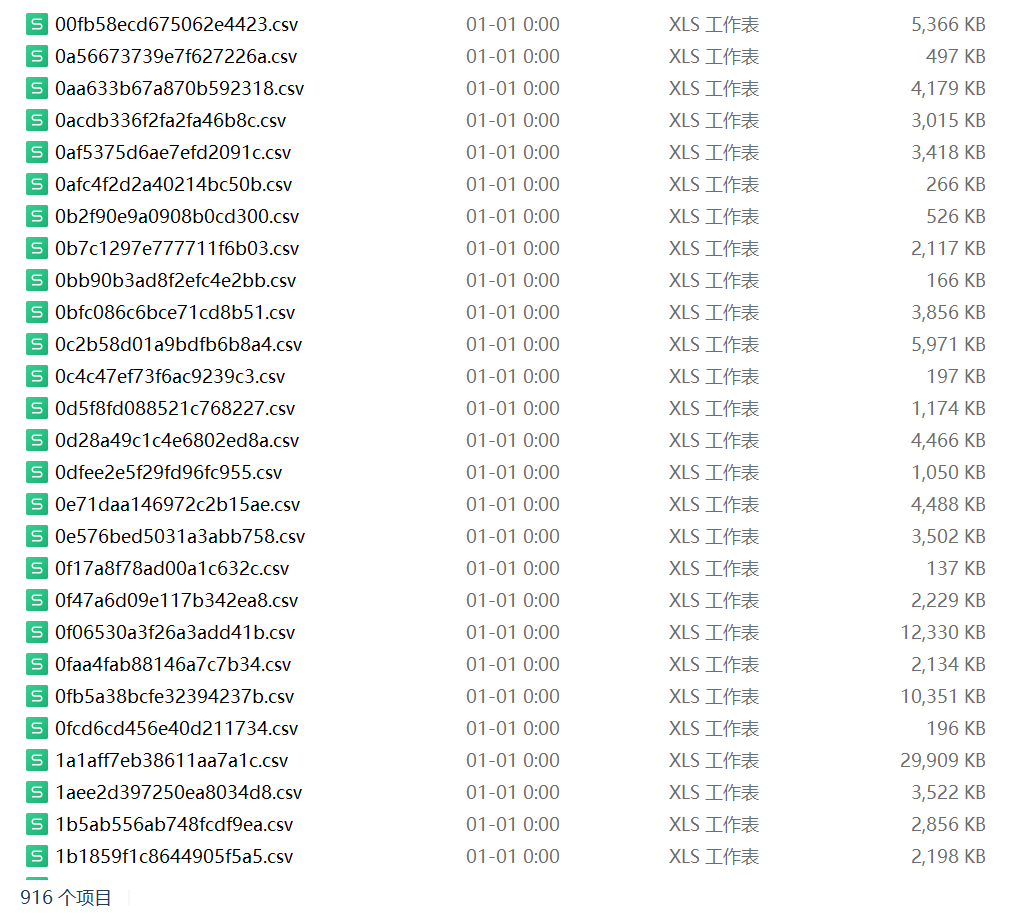 00fb58ecd675062e4423.csv 01-01 0:00 XLS 工作表 5,366 KB
0a56673739e7f627226a.csv 01-01 0:00 XLS 工作表 497 KB
0aa633b67a870b592318.csv 01-01 0:00 XLS 工作表 4,179 KB
0acdb336f2fa2fa46b8c.csv 01-01 0:00 XLS 工作表 3,015 KB
0af5375d6ae7efd2091c.csv 01-01 0:00 XLS 工作表 3,418 KB
0afc4f2d2a40214bc50b.csv 01-01 0:00 XLS 工作表 266 KB
0b2f90e9a0908b0cd300.csv 01-01 0:00 XLS 工作表 526 KB
0b7c1297e777711f6b03.csv 01-01 0:00 XLS 工作表 2,117 KB
0bb90b3ad8f2efc4e2bb.csv 01-01 0:00 XLS 工作表 166 KB
0bfc086c6bce71cd8b51.csv 01-01 0:00 XLS 工作表 3,856 KB
0c2b58d01a9bdfb6b8a4.csv 01-01 0:00 XLS 工作表 5,971 KB
0c4c47ef73f6ac9239c3.csv 01-01 0:00 XLS 工作表 197 KB
0d5f8fd088521c768227.csv 01-01 0:00 XLS 工作表 1,174 KB
0d28a49c1c4e6802ed8a.csv 01-01 0:00 XLS 工作表 4,466 KB
0dfee2e5f29fd96fc955.csv 01-01 0:00 XLS 工作表 1,050 KB
0e71daa146972c2b15ae.csv 01-01 0:00 XLS 工作表 4,488 KB
0e576bed5031a3abb758.csv 01-01 0:00 XLS 工作表 3,502 KB
0f17a8f78ad00a1c632c.csv 01-01 0:00 XLS 工作表 137 KB
0f47a6d09e117b342ea8.csv 01-01 0:00 XLS 工作表 2,229 KB
0f06530a3f26a3add41b.csv 01-01 0:00 XLS 工作表 12,330 KB
0faa4fab88146a7c7b34.csv 01-01 0:00 XLS 工作表 2,134 KB
0fb5a38bcfe32394237b.csv 01-01 0:00 XLS 工作表 10,351 KB
0fcd6cd456e40d211734.csv 01-01 0:00 XLS 工作表 196 KB
1a1aff7eb38611aa7a1c.csv 01-01 0:00 XLS 工作表 29,909 KB
1aee2d397250ea8034d8.csv 01-01 0:00 XLS 工作表 3,522 KB
1b5ab556ab748fcdf9ea.csv 01-01 0:00 XLS 工作表 2,856 KB
1b1859f1c8644905f5a5.csv 01-01 0:00 XLS 工作表 2,198 KB
916 个项目